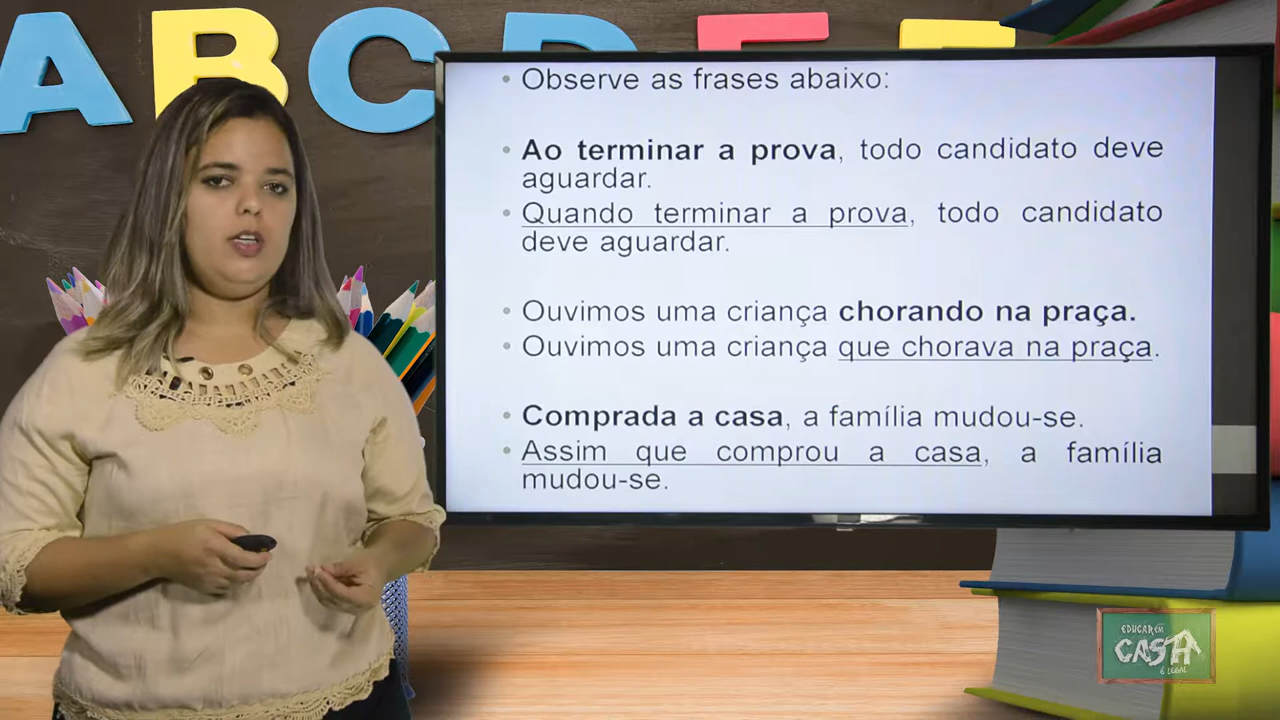 ABCDEF
• Observe as frases abaixo:
• Ao terminar a prova, todo candidato deve
aguardar.
• Quando terminar a prova, todo candidato
deve aguardar.
• Ouvimos uma criança chorando na praça.
• Ouvimos uma criança que chorava na praça.
• Comprada a casa, a família mudou-se.
• Assim que comprou a casa, a família
mudou-se.
EDUCAR EM
CASA
É LEGAL